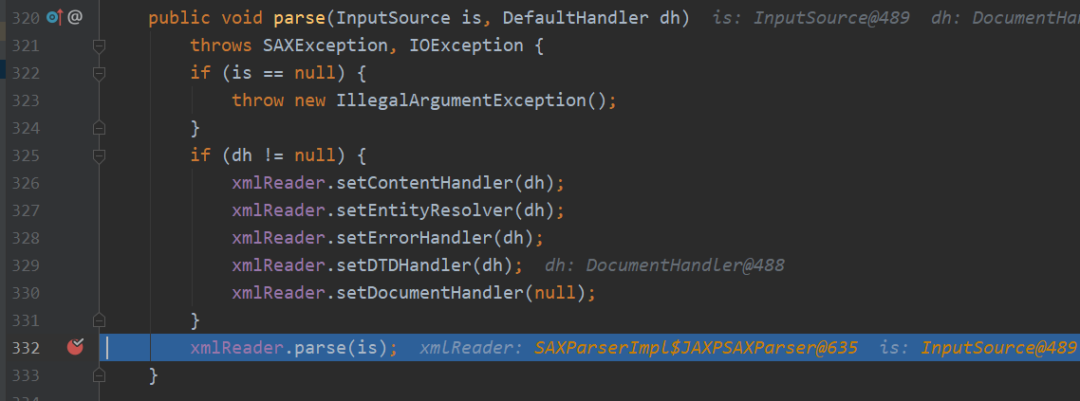 320 @ public void parse(InputSource is, DefaultHandler dh) is: InputSource@489 dh: DocumentHan
321 throws SAXException, IOException {
322 if (is == null) {
323 throw new IllegalArgumentException();
324 }
325 if (dh != null) {
326 xmlReader.setContentHandler(dh);
327 xmlReader.setEntityResolver(dh);
328 xmlReader.setErrorHandler(dh);
329 xmlReader.setDTDHandler(dh); dh: DocumentHandler@488
330 xmlReader.setDocumentHandler(null);
331 }
332 xmlReader.parse(is); xmlReader: SAXParserImpl$JAXPSAXParser@635 is: InputSource@489
333 }